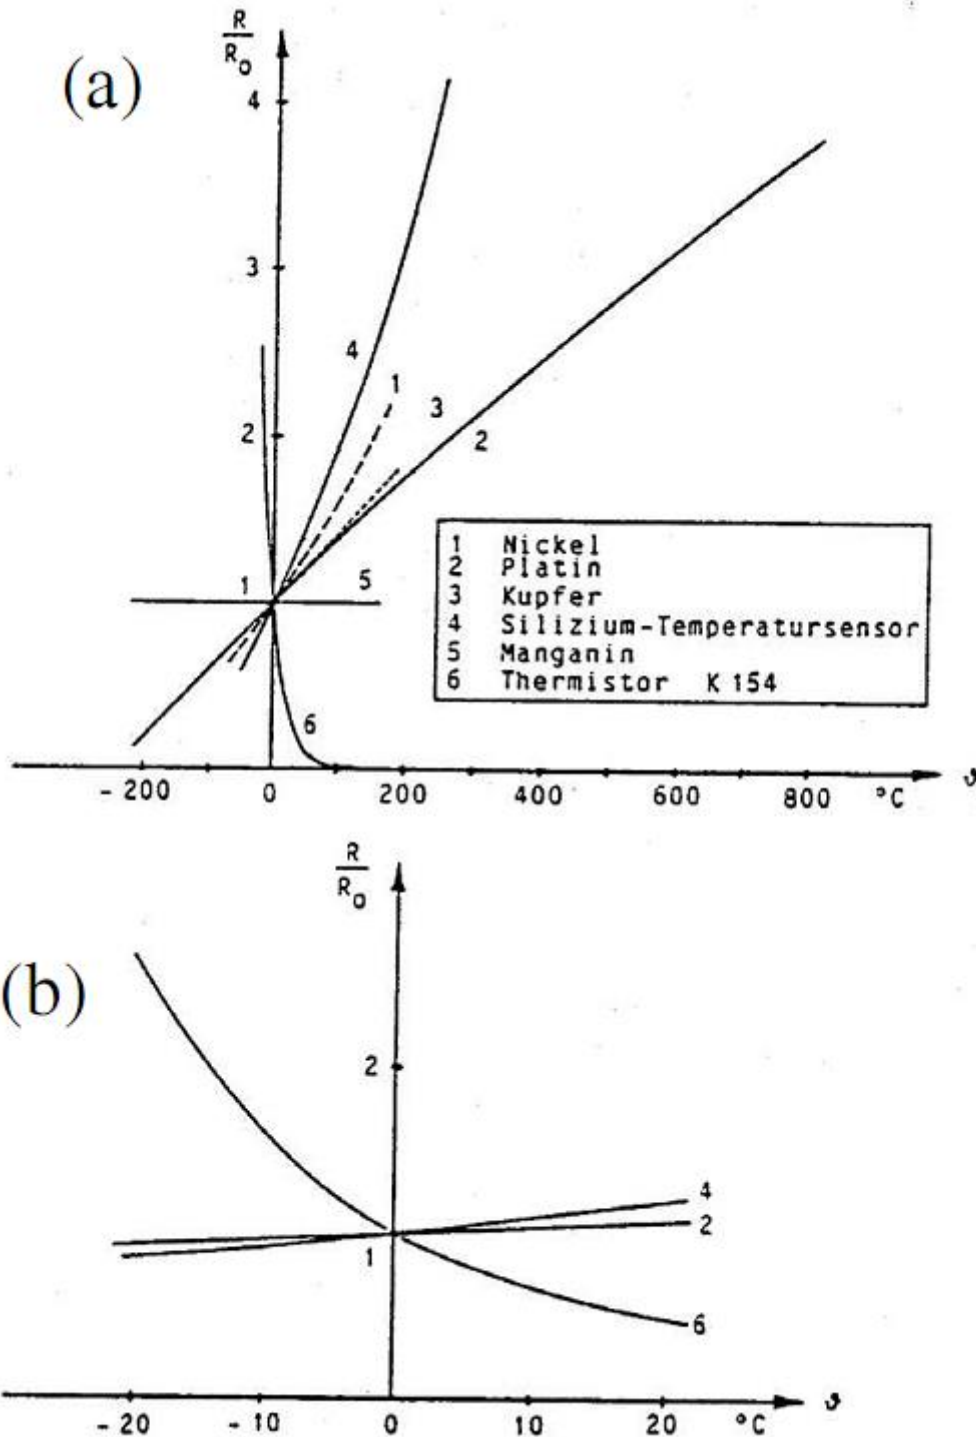 (a)
R
R₀
4
3
4
1
3
2
2
1
5
1 Nickel
2 Platin
3 Kupfer
4 Silizium-Temperatursensor
5 Manganin
6 Thermistor K 154
6
-200 0 200 400 600 800 °C ϑ
(b)
R
R₀
2
4
2
1
6
-20 -10 0 10 20 °C ϑ